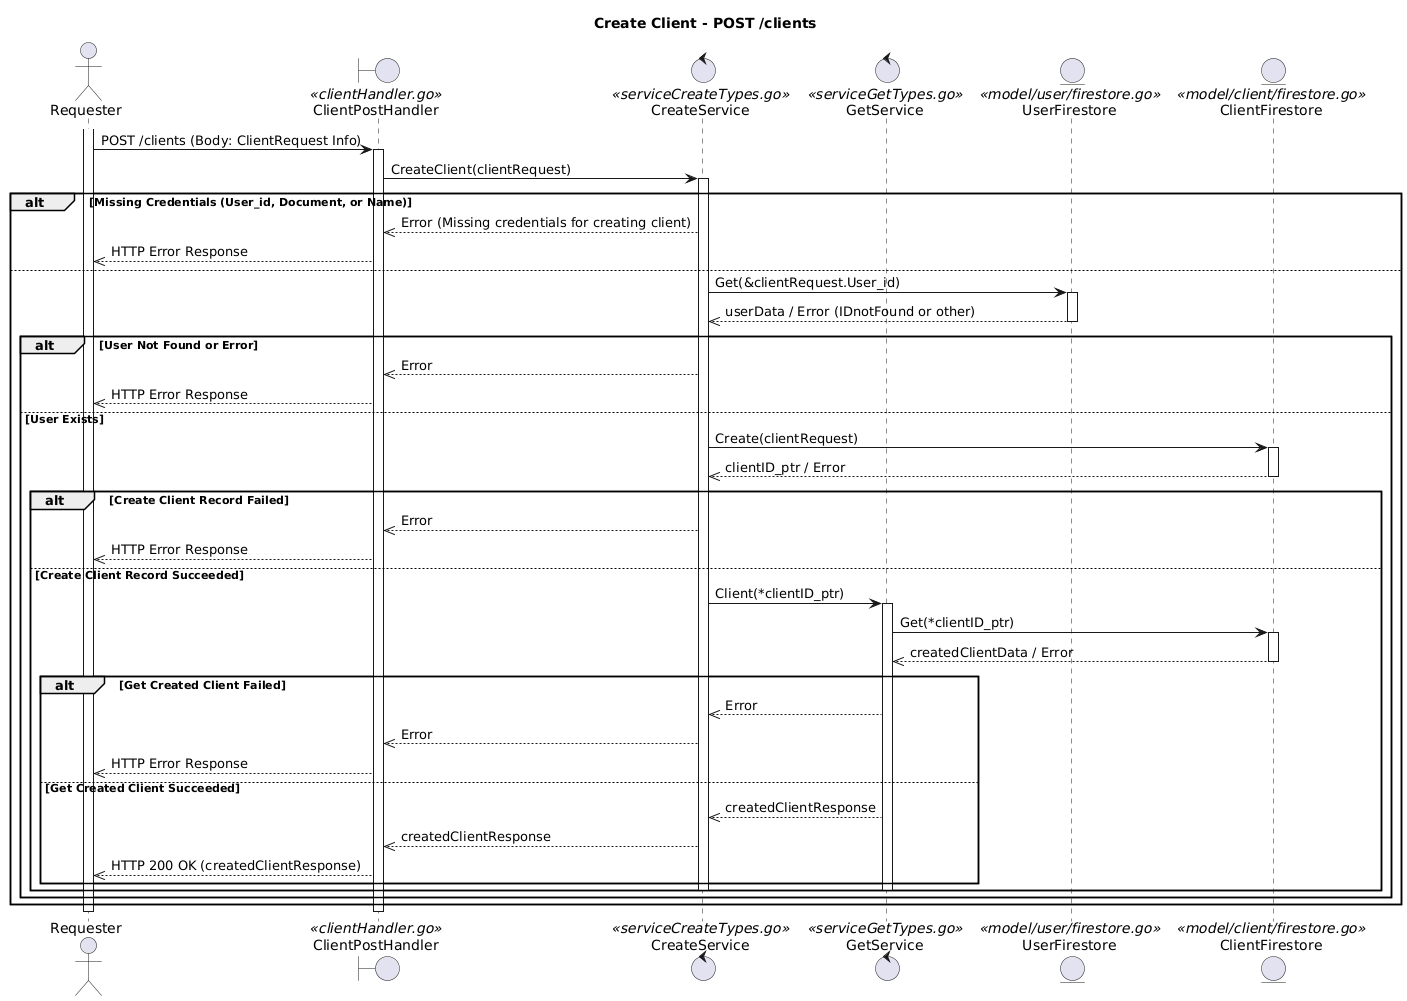 Create Client - POST /clients
Requester
«clientHandler.go»
ClientPostHandler
«serviceCreateTypes.go»
CreateService
«serviceGetTypes.go»
GetService
«model/user/firestore.go»
UserFirestore
«model/client/firestore.go»
ClientFirestore
POST /clients (Body: ClientRequest Info)
CreateClient(clientRequest)
alt [Missing Credentials (User_id, Document, or Name)]
Error (Missing credentials for creating client)
HTTP Error Response
Get(&clientRequest.User_id)
userData / Error (IDnotFound or other)
alt [User Not Found or Error]
Error
HTTP Error Response
[User Exists]
Create(clientRequest)
clientID_ptr / Error
alt [Create Client Record Failed]
Error
HTTP Error Response
[Create Client Record Succeeded]
Client(*clientID_ptr)
Get(*clientID_ptr)
createdClientData / Error
alt [Get Created Client Failed]
Error
Error
HTTP Error Response
[Get Created Client Succeeded]
createdClientResponse
createdClientResponse
HTTP 200 OK (createdClientResponse)
Requester
«clientHandler.go»
ClientPostHandler
«serviceCreateTypes.go»
CreateService
«serviceGetTypes.go»
GetService
«model/user/firestore.go»
UserFirestore
«model/client/firestore.go»
ClientFirestore